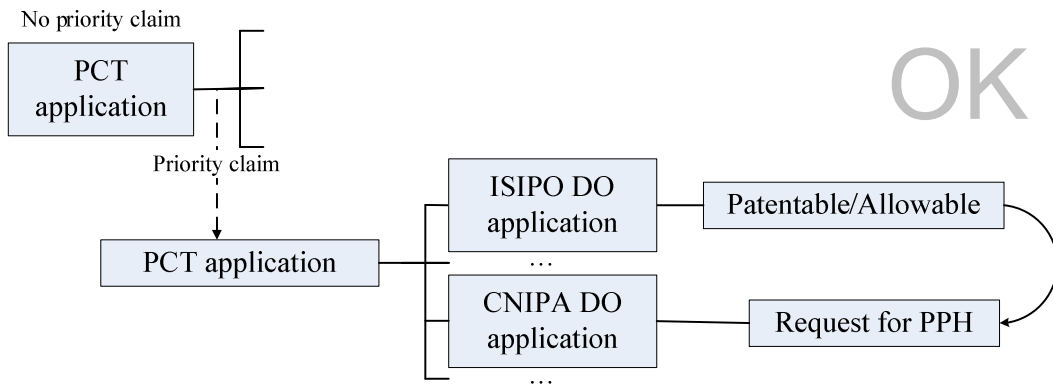 No priority claim
PCT
application
OK
Priority claim
ISIPO DO
application
Patentable/Allowable
PCT application
…
CNIPA DO
application
Request for PPH
…